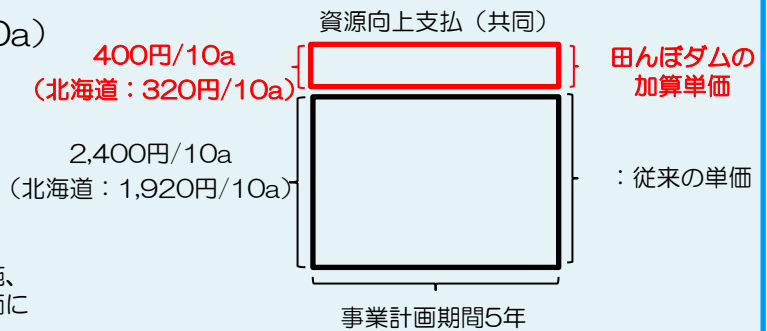 資源向上支払（共同）
0a）
400円/10a
（北海道：320円/10a）
田んぼダムの
加算単価
2,400円/10a
（北海道：1,920円/10a）
：従来の単価
施、
価に
事業計画期間5年